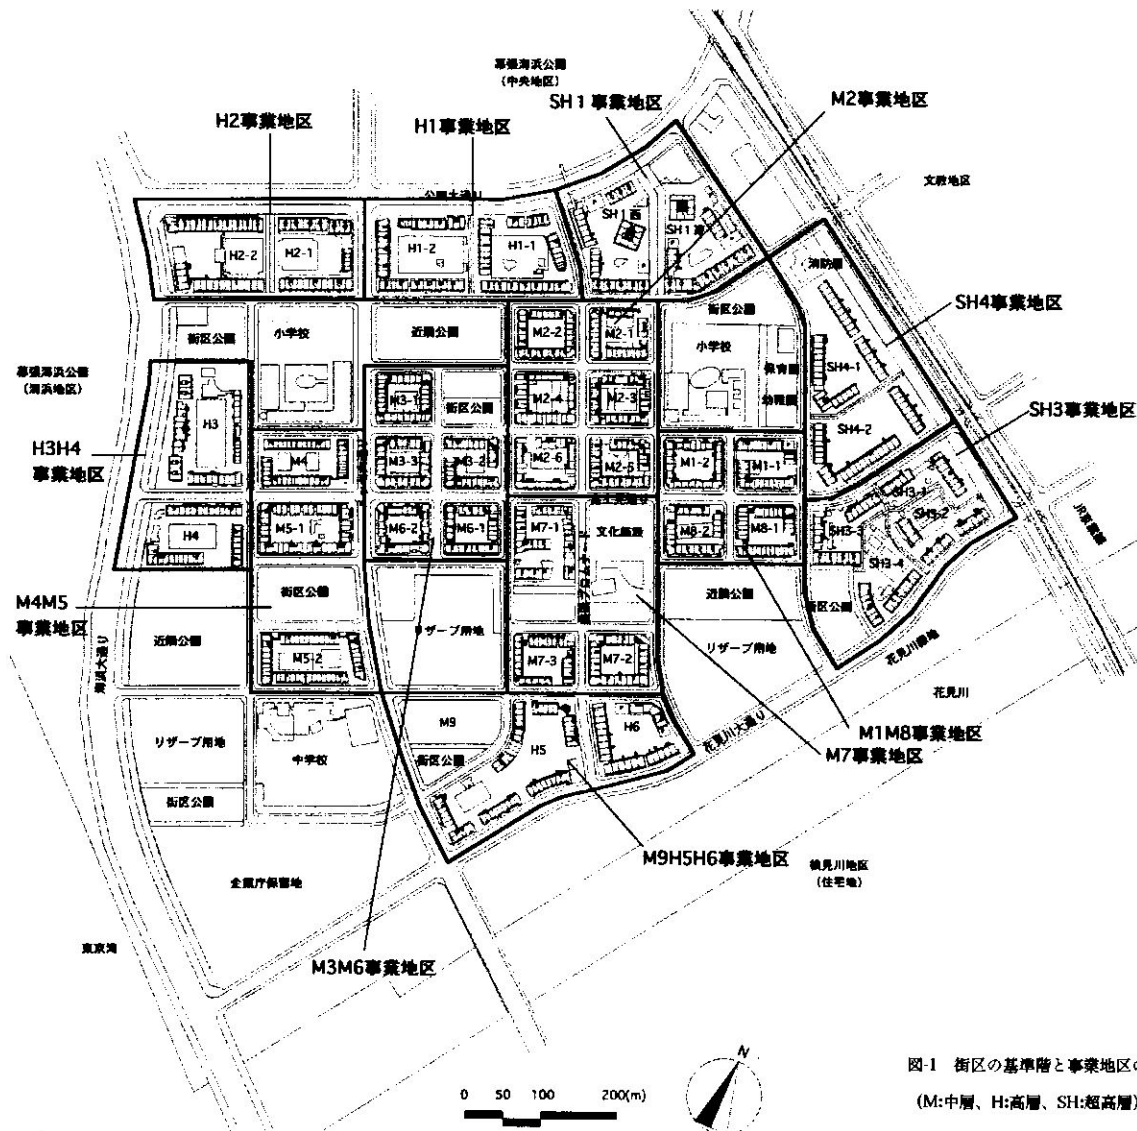 幕張海浜公園
(中央地区)
SH1事業地区
M2事業地区
H2事業地区
H1事業地区
文教地区
公園大通り
SH1西
SH1東
H2-2
H2-1
H1-2
H1-1
消防署
SH4事業地区
街区公園
小学校
近隣公園
M2-2
M2-1
街区公園
小学校
保育園
幼稚園
SH4-1
幕張海浜公園
(海浜地区)
H3
M3-1
街区公園
M2-4
M2-3
SH3事業地区
SH4-2
H3H4
事業地区
M4
M3-3
M3-2
M2-6
M2-5
M1-2
M1-1
SH3-1
SH3-2
JR京葉線
H4
M5-1
M6-2
M6-1
M7-1
文化施設
M8-2
M8-1
SH3-4
M4M5
事業地区
街区公園
リザーブ用地
近隣公園
街区公園
近隣公園
海浜大通り
M5-2
M7-3
M7-2
リザーブ用地
花見川緑地
花見川
リザーブ用地
中学校
M9
H5
H6
花見川大通り
M1M8事業地区
M7事業地区
街区公園
街区公園
M9H5H6事業地区
検見川地区
(住宅地)
企業庁保留地
東京湾
M3M6事業地区
N
0 50 100 200(m)
図-1 街区の基準階と事業地区の
(M:中層、H:高層、SH:超高層)